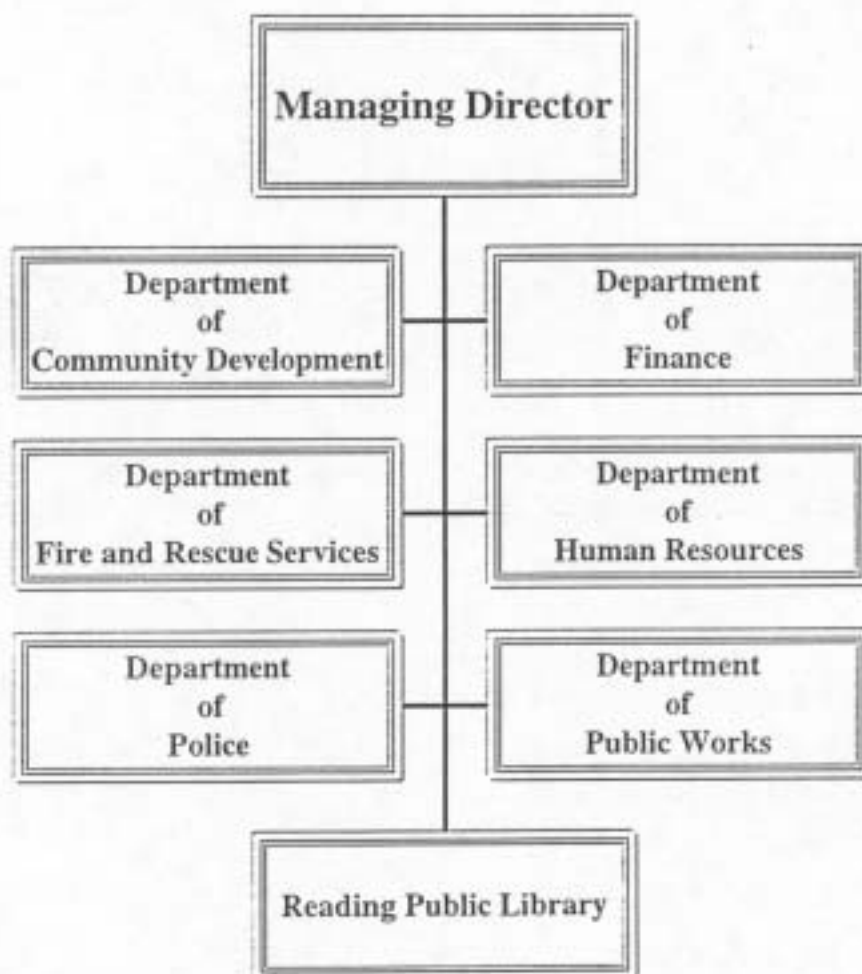 Managing Director
Department
of
Community Development
Department
of
Finance
Department
of
Fire and Rescue Services
Department
of
Human Resources
Department
of
Police
Department
of
Public Works
Reading Public Library